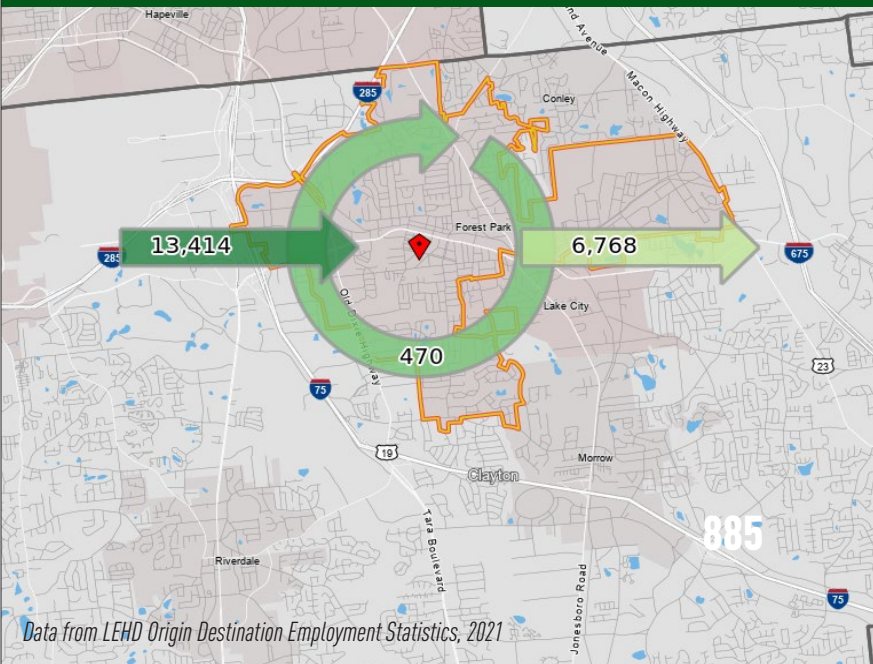 Hapeville
nd Avenue
285
Conley
Macon Highway
Forest Park
285
13,414
6,768
675
Old Dixie Highway
Lake City
470
23
75
19
Morrow
Clayton
885
Riverdale
Tara Boulevard
Jonesboro Road
75
Data from LEHD Origin Destination Employment Statistics, 2021